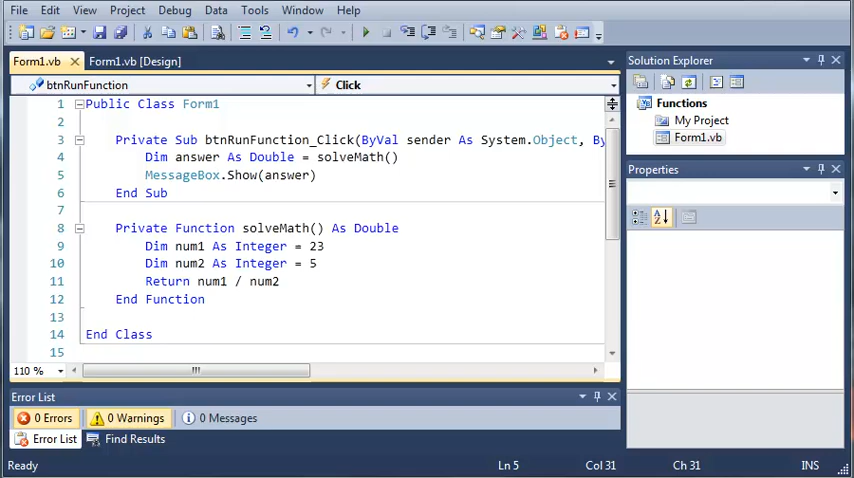 File Edit View Project Debug Data Tools Window Help
Form1.vb Form1.vb [Design]
btnRunFunction Click
1 Public Class Form1
2
3 Private Sub btnRunFunction_Click(ByVal sender As System.Object, By
4 Dim answer As Double = solveMath()
5 MessageBox.Show(answer)
6 End Sub
7
8 Private Function solveMath() As Double
9 Dim num1 As Integer = 23
10 Dim num2 As Integer = 5
11 Return num1 / num2
12 End Function
13
14 End Class
15
110 %
Error List
0 Errors 0 Warnings 0 Messages
Error List Find Results
Ready Ln 5 Col 31 Ch 31 INS
Solution Explorer
Functions
My Project
Form1.vb
Properties